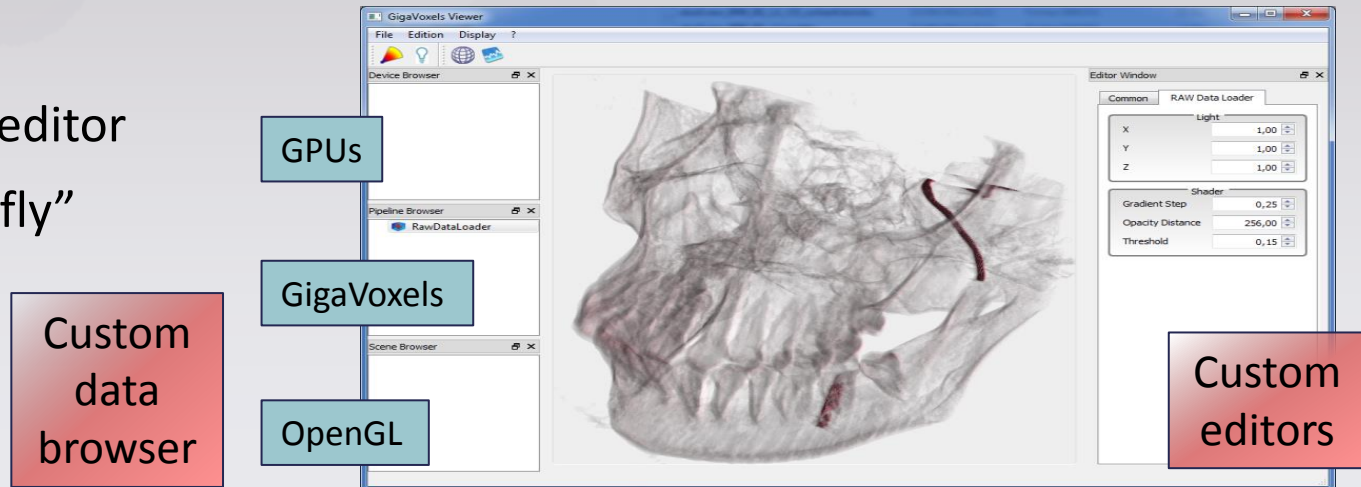 editor
fly”
Custom
data
browser
GPUs
GigaVoxels
OpenGL
GigaVoxels Viewer
File Edition Display ?
Device Browser
Pipeline Browser
RawDataLoader
Scene Browser
Editor Window
Common RAW Data Loader
Light
X 1,00
Y 1,00
Z 1,00
Shader
Gradient Step 0,25
Opacity Distance 256,00
Threshold 0,15
Custom
editors